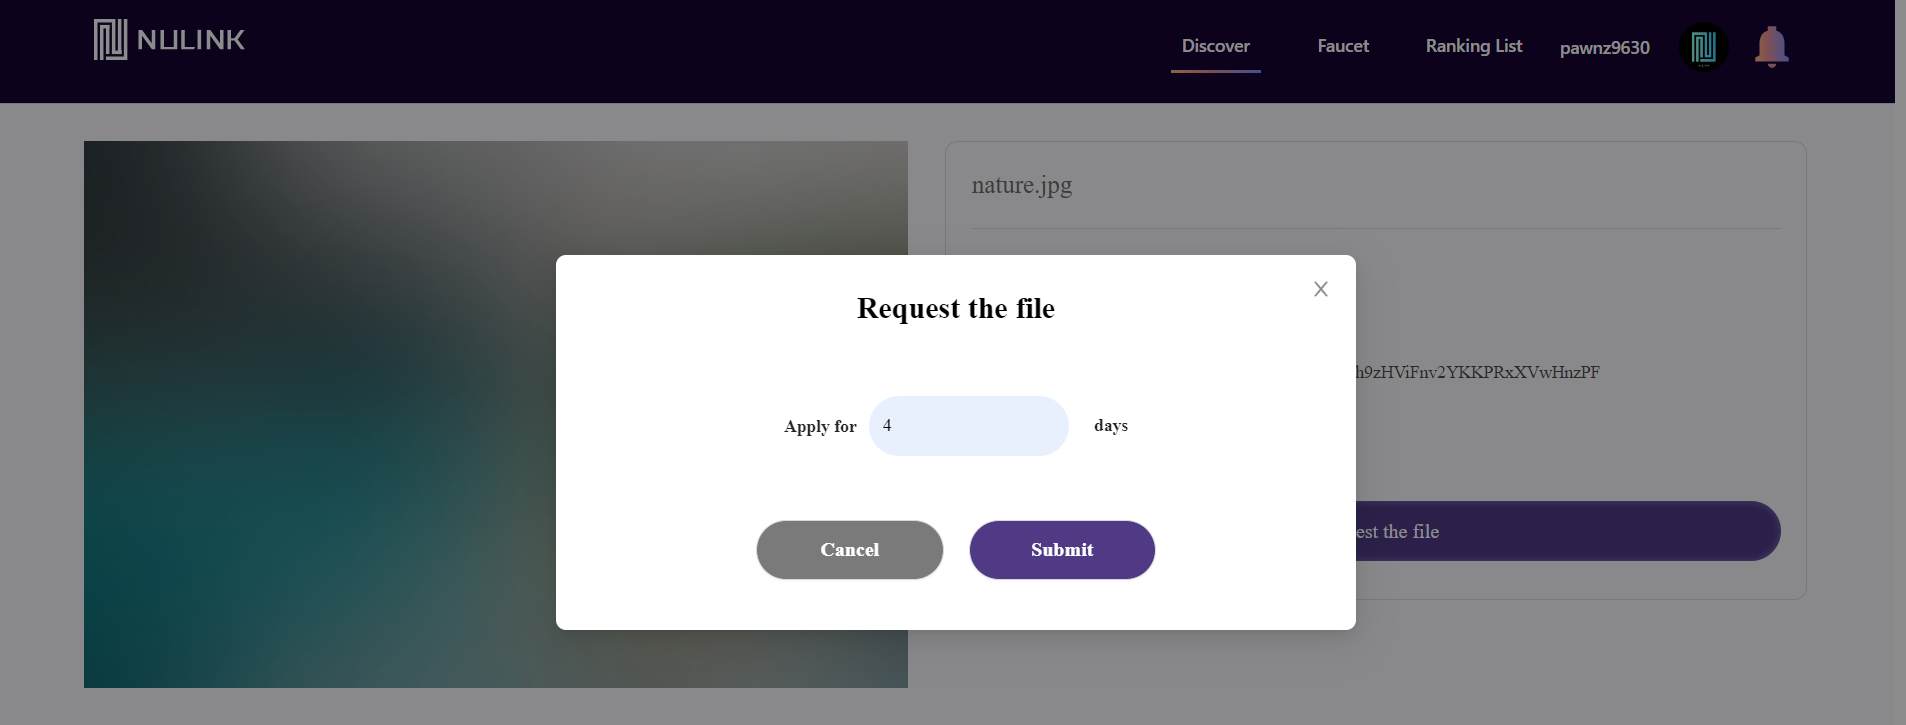 NULINK
Discover
Faucet
Ranking List
pawnz9630
nature.jpg
Request the file
h9zHViFnv2YKKPRxXVwHnzPF
Apply for
4
days
Cancel
Submit
est the file